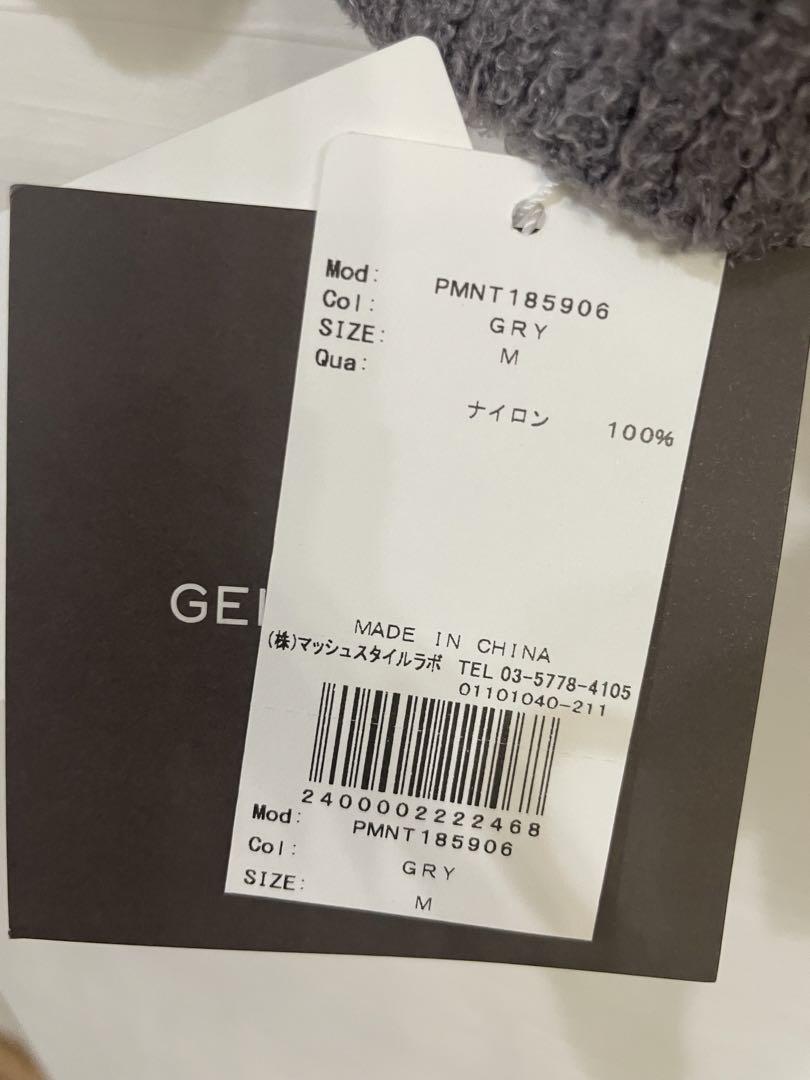 Mod: PMNT185906
Col: GRY
SIZE: M
Qua:
ナイロン 100%
GE
MADE IN CHINA
(株)マッシュスタイルラボ TEL 03-5778-4105
01101040-211
2400002222468
Mod: PMNT185906
Col: GRY
SIZE: M